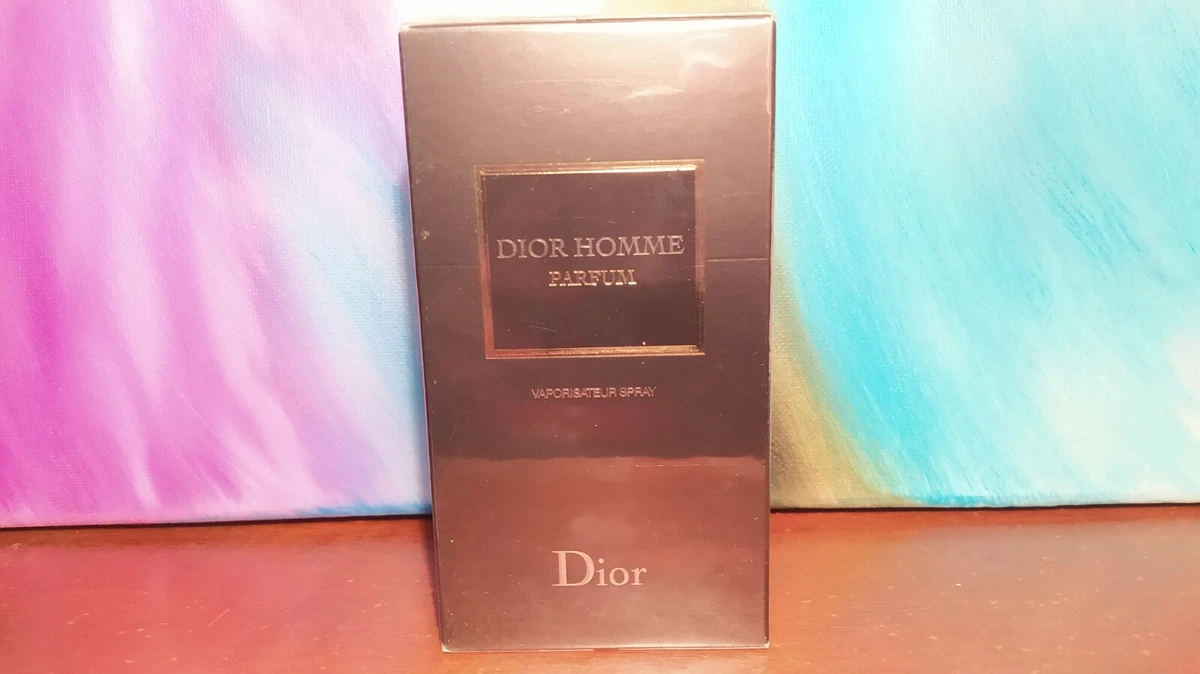 DIOR HOMME
PARFUM
VAPORISATEUR SPRAY
Dior